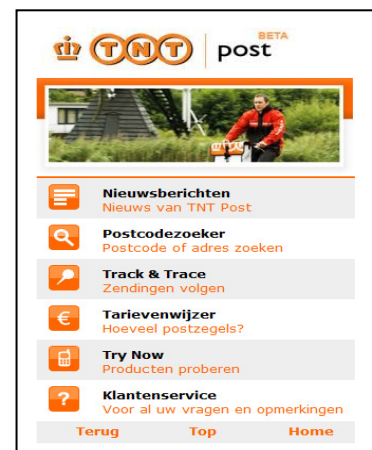 TNT post BETA
Nieuwsberichten
Nieuws van TNT Post
Postcodezoeker
Postcode of adres zoeken
Track & Trace
Zendingen volgen
€
Tarievenwijzer
Hoeveel postzegels?
Try Now
Producten proberen
?
Klantenservice
Voor al uw vragen en opmerkingen
Terug Top Home